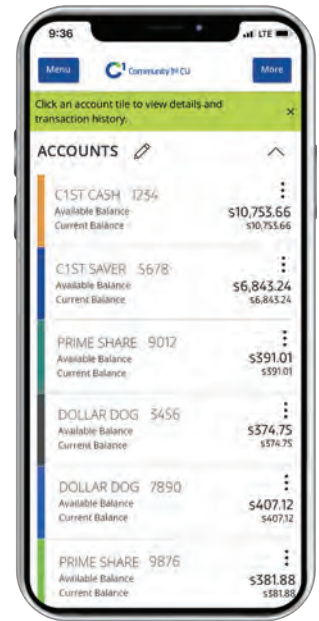 9:36
LTE
Menu
C1 Community 1st CU
More
Click an account tile to view details and
transaction history.
×
ACCOUNTS
C1ST CASH 1234
Available Balance $10,753.66
Current Balance $10,753.66
C1ST SAVER 5678
Available Balance $6,843.24
Current Balance $6,843.24
PRIME SHARE 9012
Available Balance $391.01
Current Balance $391.01
DOLLAR DOG 3456
Available Balance $374.75
Current Balance $374.75
DOLLAR DOG 7890
Available Balance $407.12
Current Balance $407.12
PRIME SHARE 9876
Available Balance $381.88
Current Balance $381.88